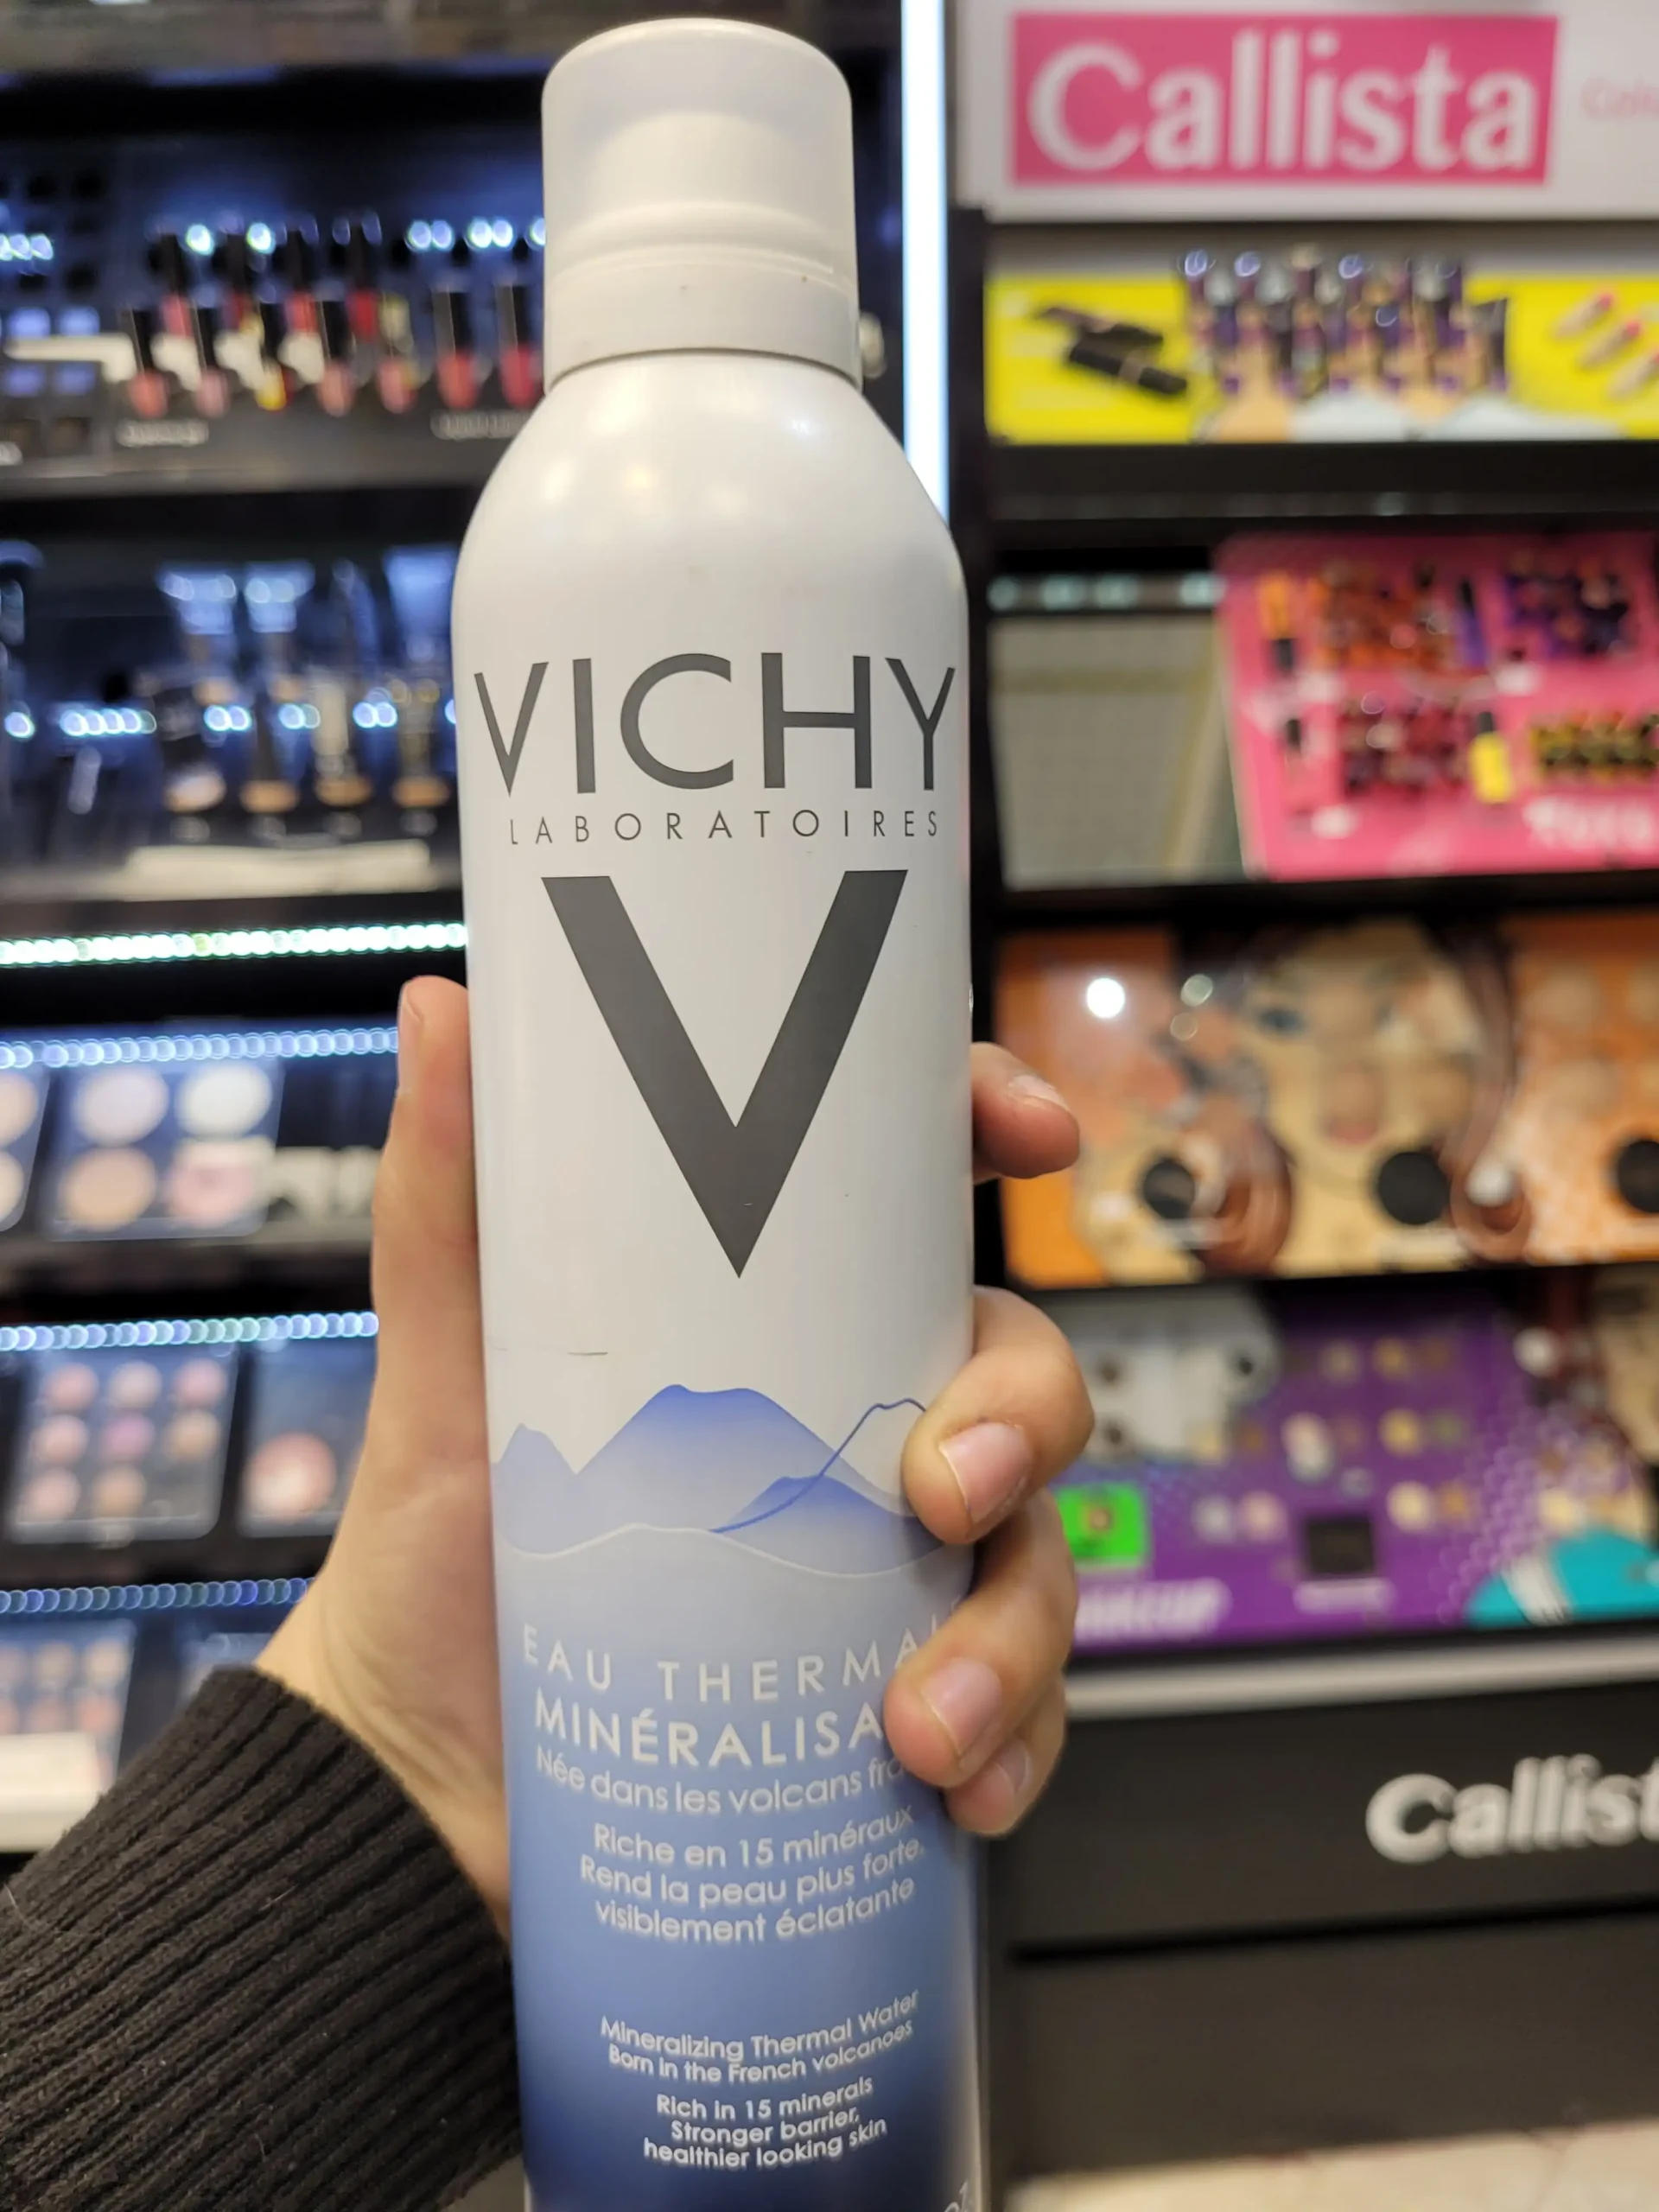 Callista
VICHY
LABORATOIRES
V
EAU THERMA
MINÉRALISA
Née dans les volcans fra
Riche en 15 minéraux
Rend la peau plus forte,
visiblement éclatante
Mineralizing Thermal Water
Born in the French volcanoes
Rich in 15 minerals
Stronger barrier,
healthier looking skin
Callist